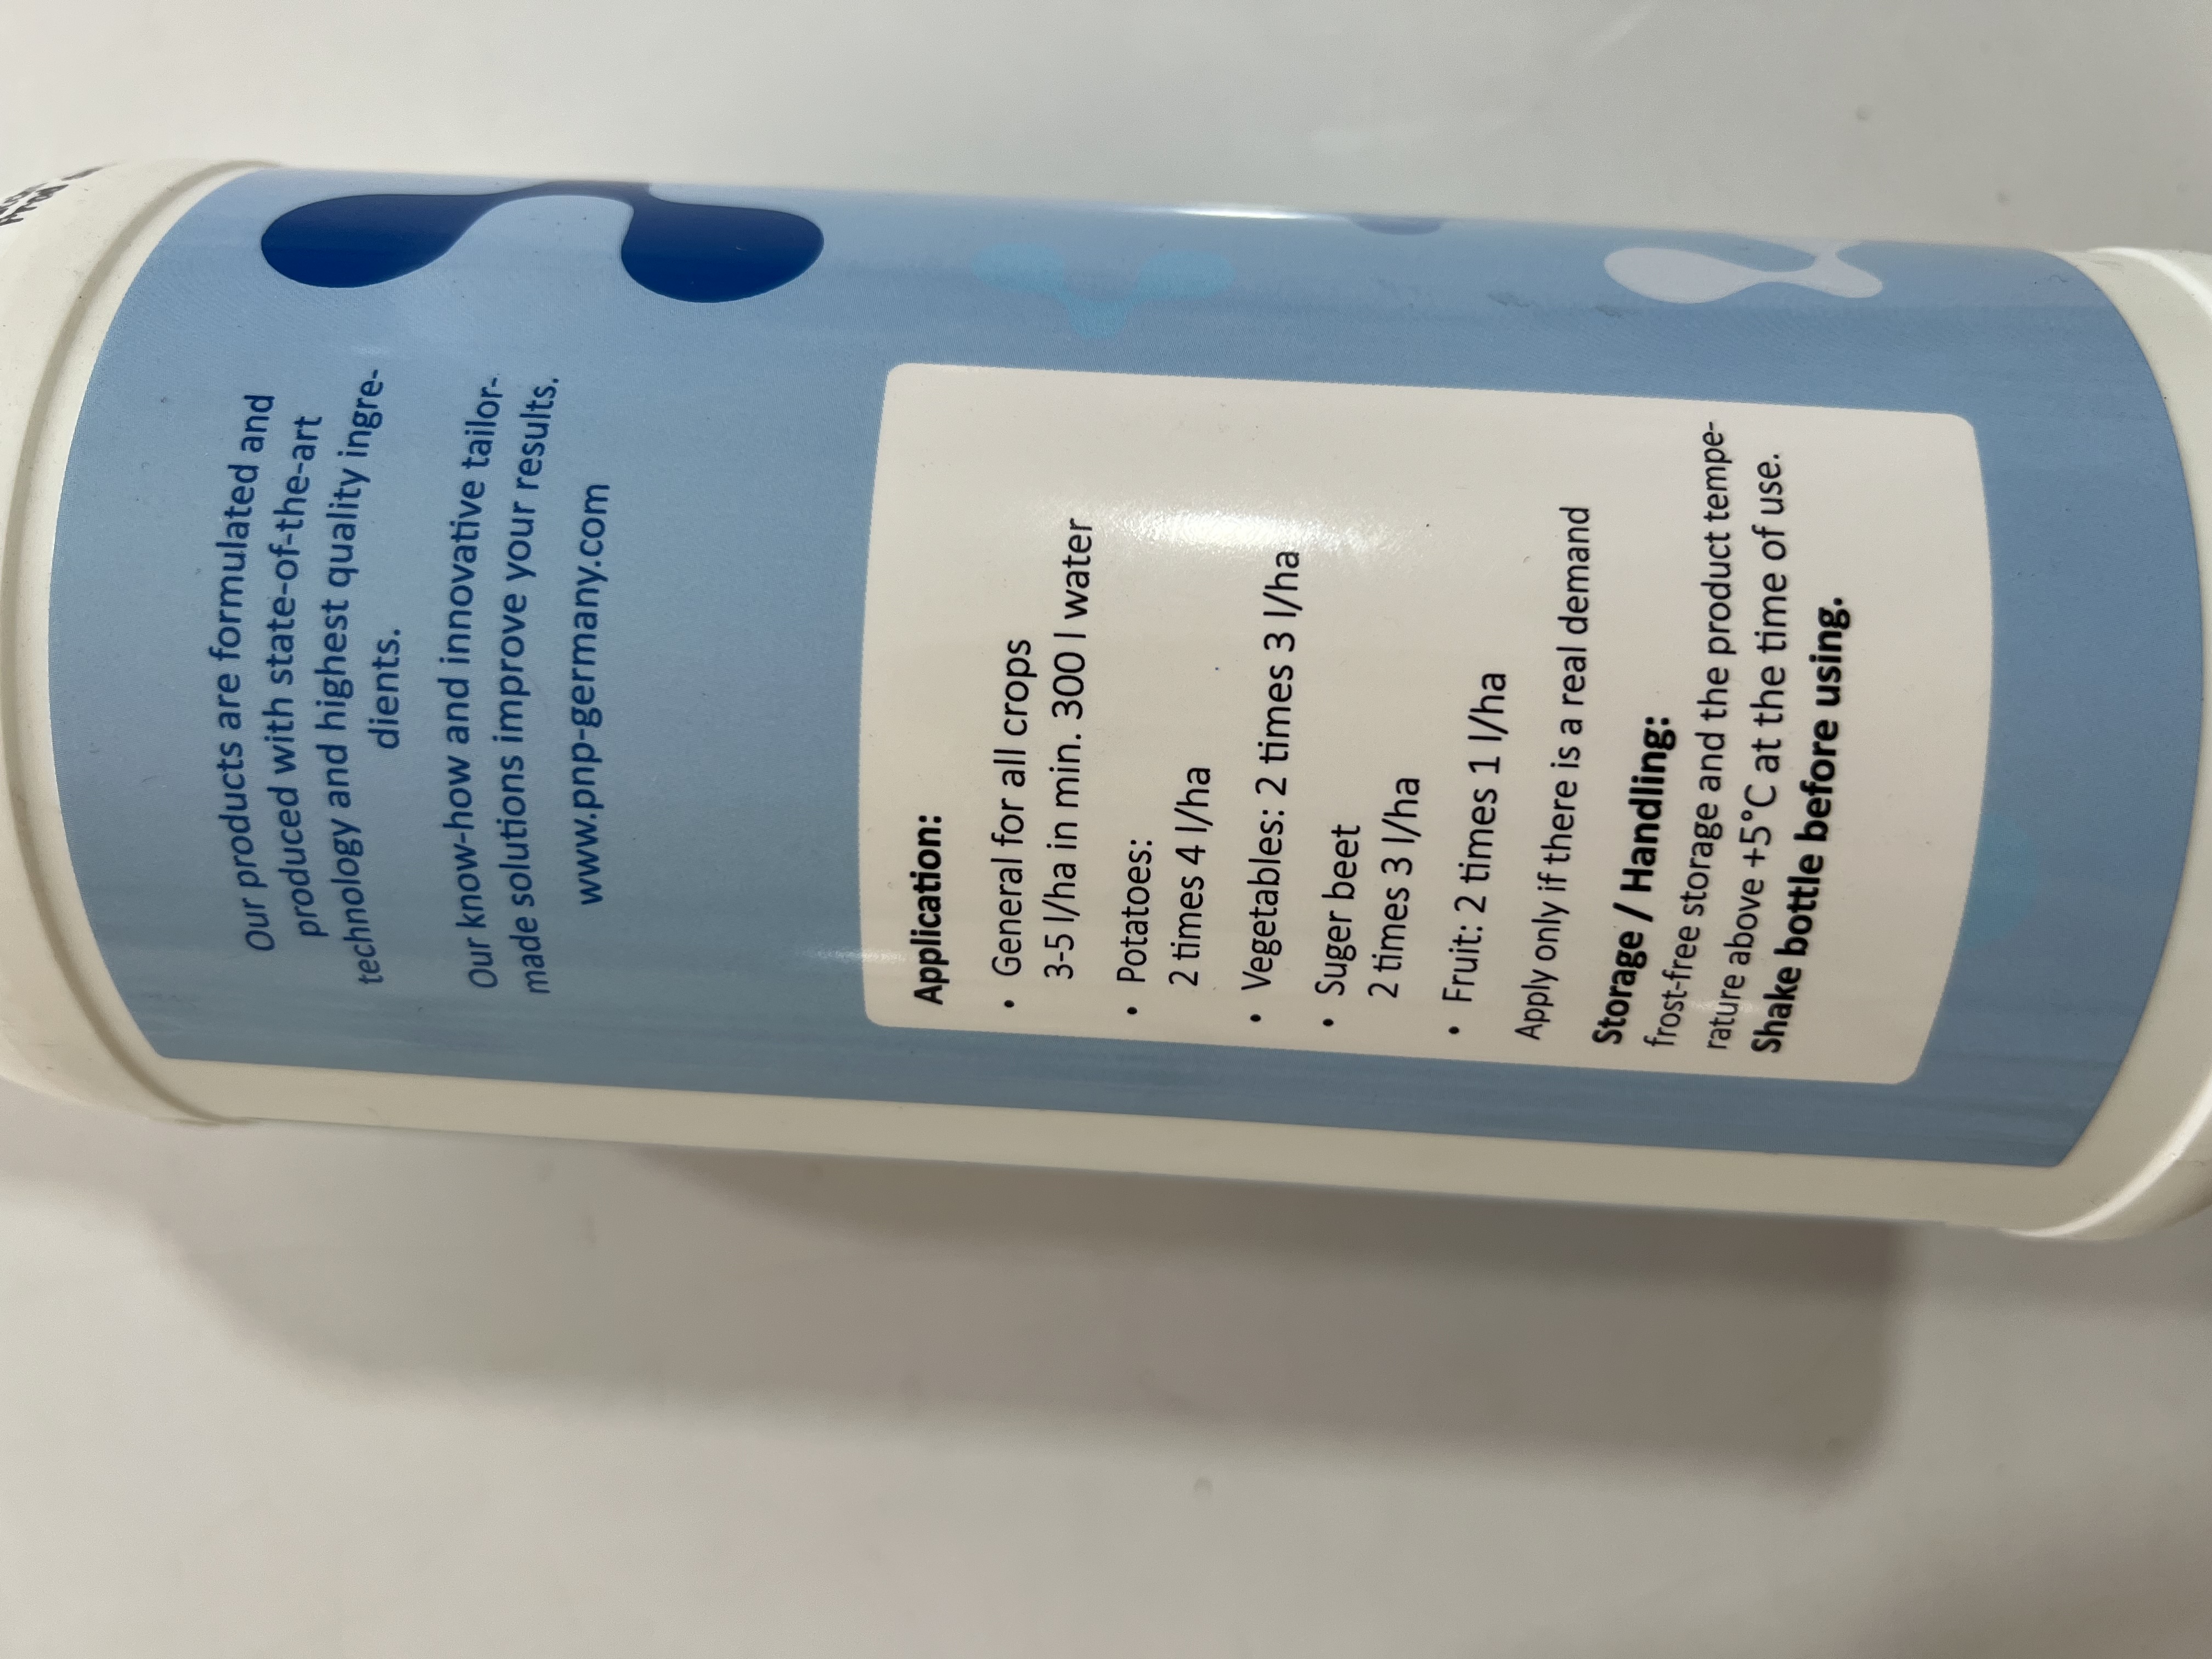 Our products are formulated and
produced with state-of-the-art
technology and highest quality ingre-
dients.
Our know-how and innovative tailor-
made solutions improve your results.
www.pnp-germany.com
Application:
• General for all crops
3-5 l/ha in min. 300 l water
• Potatoes:
2 times 4 l/ha
• Vegetables: 2 times 3 l/ha
• Suger beet
2 times 3 l/ha
• Fruit: 2 times 1 l/ha
Apply only if there is a real demand
Storage / Handling:
frost-free storage and the product tempe-
rature above +5°C at the time of use.
Shake bottle before using.